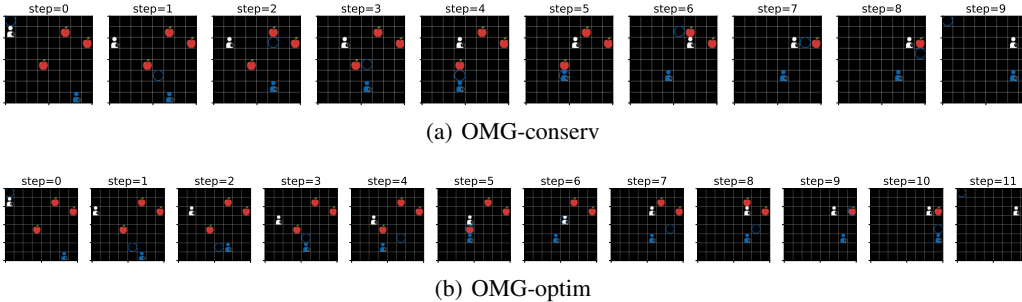 step=0 step=1 step=2 step=3 step=4 step=5 step=6 step=7 step=8 step=9
(a) OMG-conserv
step=0 step=1 step=2 step=3 step=4 step=5 step=6 step=7 step=8 step=9 step=10 step=11
(b) OMG-optim